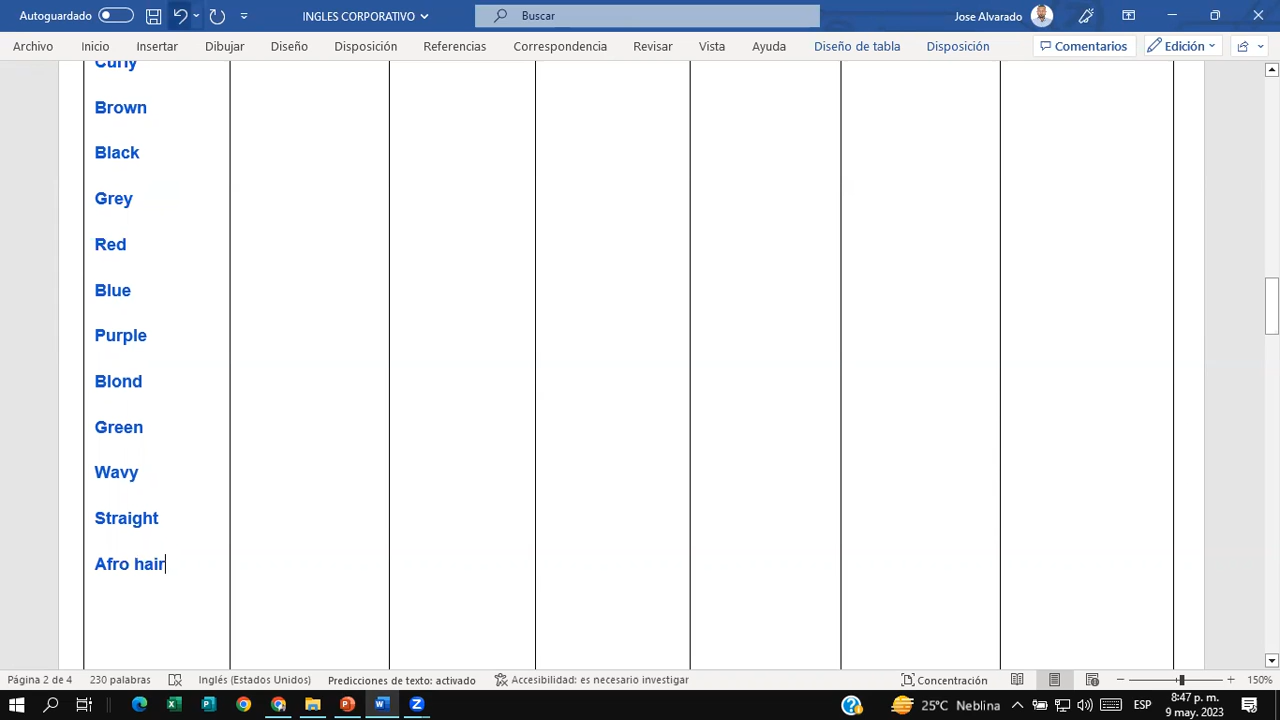 Autoguardado
INGLES CORPORATIVO
Buscar
Jose Alvarado
Archivo Inicio Insertar Dibujar Diseño Disposición Referencias Correspondencia Revisar Vista Ayuda Diseño de tabla Disposición Comentarios Edición
Curly
Brown
Black
Grey
Red
Blue
Purple
Blond
Green
Wavy
Straight
Afro hair
Página 2 de 4 230 palabras Inglés (Estados Unidos) Predicciones de texto: activado Accesibilidad: es necesario investigar Concentración 150%
25°C Neblina ESP 8:47 p. m.
9 may. 2023